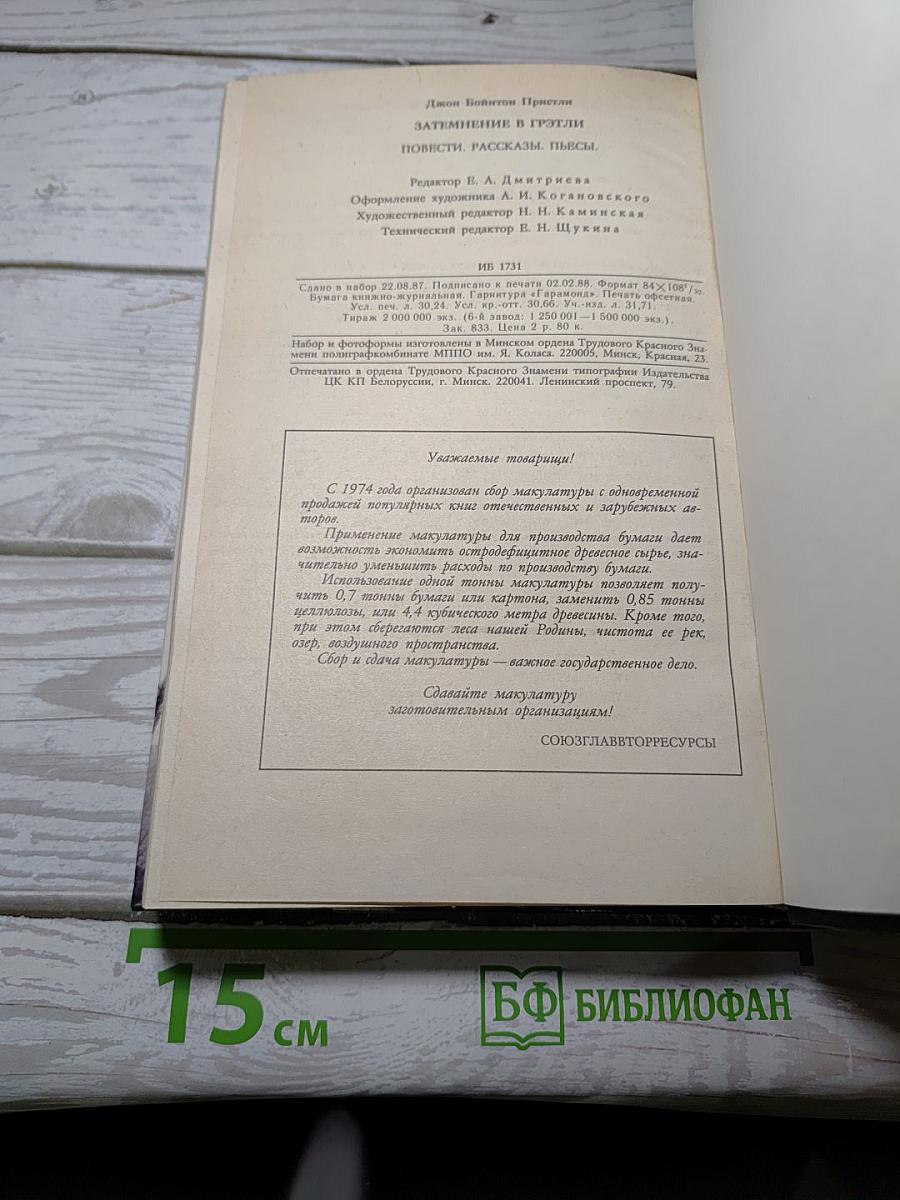 Джон Бойнтон Пристли
ЗАТЕМНЕНИЕ В ГРЭТЛИ
ПОВЕСТИ. РАССКАЗЫ. ПЬЕСЫ.
Редактор Е. А. Дмитриева
Оформление художника А. И. Когановского
Художественный редактор Н. Н. Каминская
Технический редактор Е. Н. Щукина
ИБ 1731
Сдано в набор 22.08.87. Подписано к печати 02.02.88. Формат 84×108¹/₃₂.
Бумага книжно-журнальная. Гарнитура «Гарамонд». Печать офсетная.
Усл. печ. л. 30,24. Усл. кр.-отт. 30,66. Уч.-изд. л. 31,71.
Тираж 2 000 000 экз. (6-й завод: 1 250 001—1 500 000 экз.).
Зак. 833. Цена 2 р. 80 к.
Набор и фотоформы изготовлены в Минском ордена Трудового Красного Зна-
мени полиграфкомбинате МППО им. Я. Коласа. 220005, Минск, Красная, 23.
Отпечатано в ордена Трудового Красного Знамени типографии Издательства
ЦК КП Белоруссии, г. Минск. 220041. Ленинский проспект, 79.
Уважаемые товарищи!
С 1974 года организован сбор макулатуры с одновременной
продажей популярных книг отечественных и зарубежных ав-
торов.
Применение макулатуры для производства бумаги дает
возможность экономить остродефицитное древесное сырье, зна-
чительно уменьшить расходы по производству бумаги.
Использование одной тонны макулатуры позволяет полу-
чить 0,7 тонны бумаги или картона, заменить 0,85 тонны
целлюлозы, или 4,4 кубического метра древесины. Кроме того,
при этом сберегаются леса нашей Родины, чистота ее рек,
озер, воздушного пространства.
Сбор и сдача макулатуры — важное государственное дело.
Сдавайте макулатуру
заготовительным организациям!
СОЮЗГЛАВВТОРРЕСУРСЫ
15 см
БФ БИБЛИОФАН